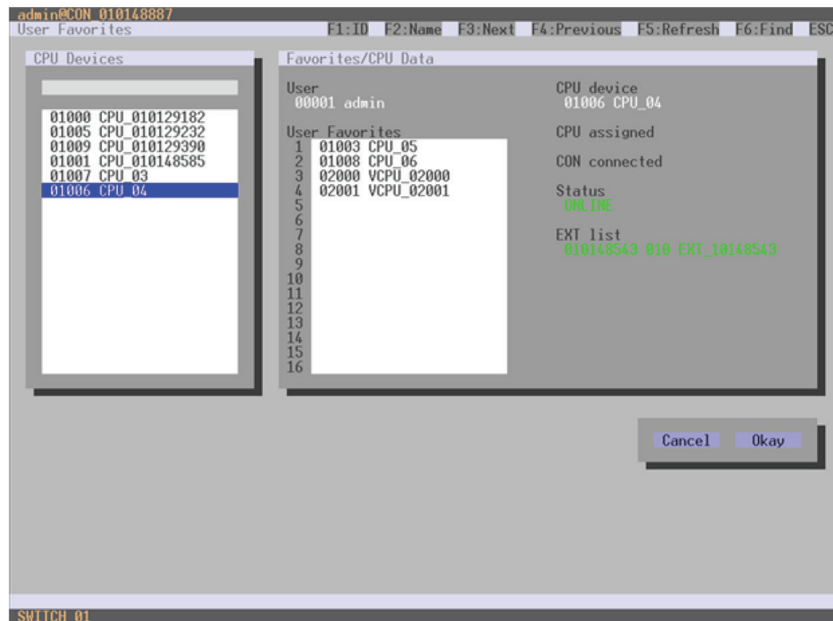 admin@CON_010148887
User Favorites F1:ID F2:Name F3:Next F4:Previous F5:Refresh F6:Find ESC
CPU Devices
01000 CPU_010129182
01005 CPU_010129232
01009 CPU_010129390
01001 CPU_010148585
01007 CPU_03
01006 CPU_04
Favorites/CPU Data
User
00001 admin
User Favorites
1 01003 CPU_05
2 01008 CPU_06
3 02000 VCPU_02000
4 02001 VCPU_02001
5
6
7
8
9
10
11
12
13
14
15
16
CPU device
01006 CPU_04
CPU assigned
CON connected
Status
ONLINE
EXT list
010148543 010 EXT_10148543
Cancel Okay
SWITCH_01